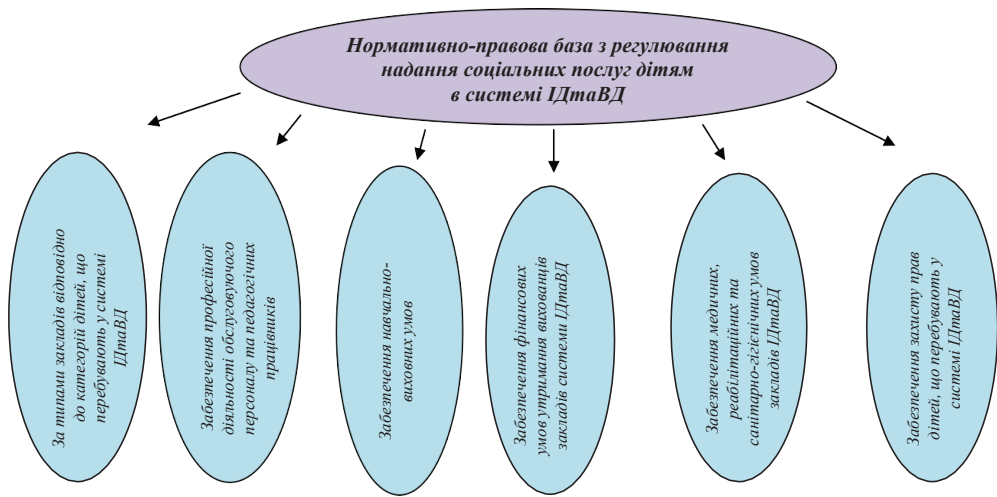 Нормативно-правова база з регулювання
надання соціальних послуг дітям
в системі ІДтаВД
За типами закладів відповідно
до категорій дітей, що
перебувають у системі
ІДтаВД
Забезпечення професійної
діяльності обслуговуючого
персоналу та педагогічних
працівників
Забезпечення навчально-
виховних умов
Забезпечення фінансових
умов утримання вихованців
закладів системи ІДтаВД
Забезпечення медичних,
реабілітаційних та
санітарно-гігієнічних умов
закладів ІДтаВД
Забезпечення захисту прав
дітей, що перебувають у
системі ІДтаВД